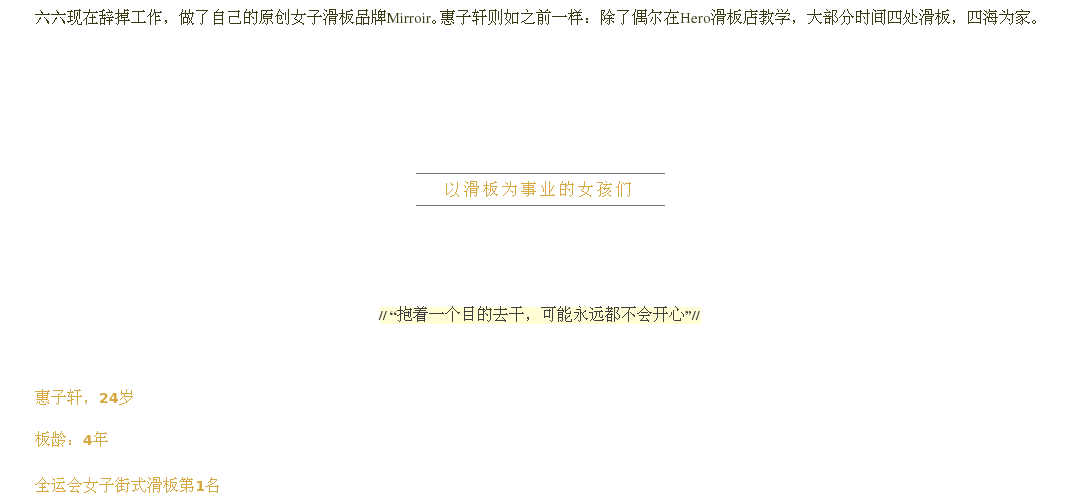 六六现在辞掉工作，做了自己的原创女子滑板品牌Mirroir。惠子轩则如之前一样：除了偶尔在Hero滑板店教学，大部分时间四处滑板，四海为家。
以滑板为事业的女孩们
//“抱着一个目的去干，可能永远都不会开心”//
惠子轩，24岁
板龄：4年
全运会女子街式滑板第1名